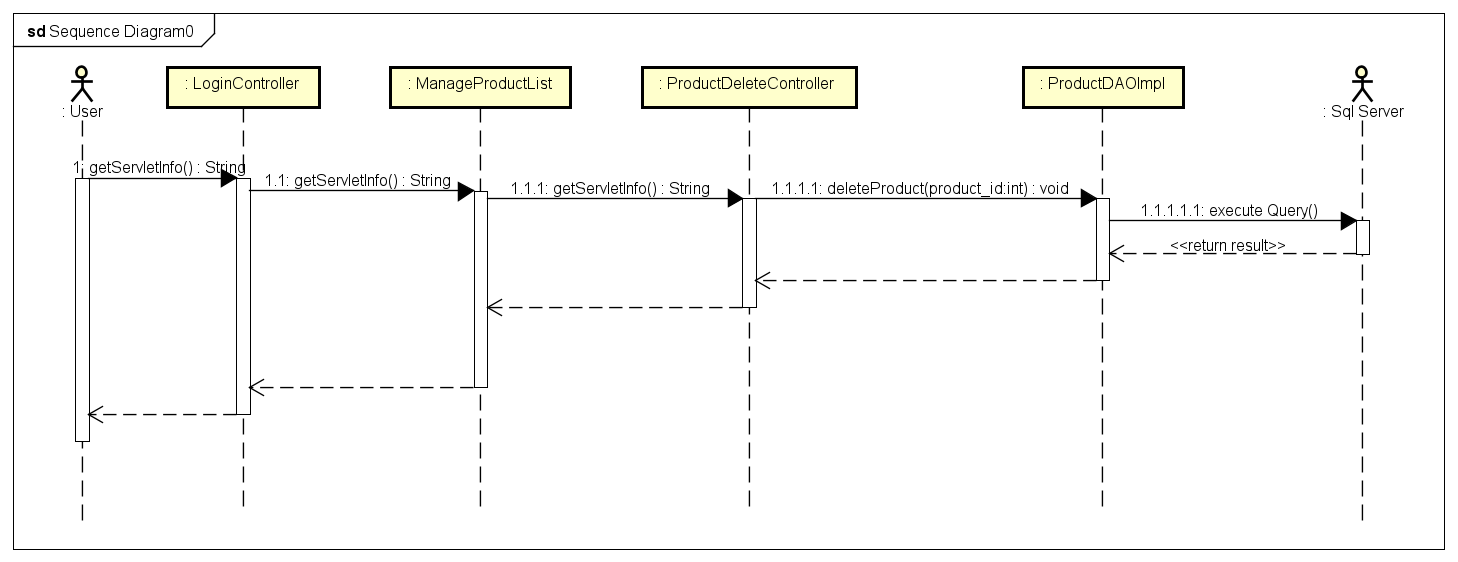 sd Sequence Diagram0
: User
: LoginController
: ManageProductList
: ProductDeleteController
: ProductDAOImpl
: Sql Server
1: getServletInfo() : String
1.1: getServletInfo() : String
1.1.1: getServletInfo() : String
1.1.1.1: deleteProduct(product_id:int) : void
1.1.1.1.1: execute Query()
<<return result>>